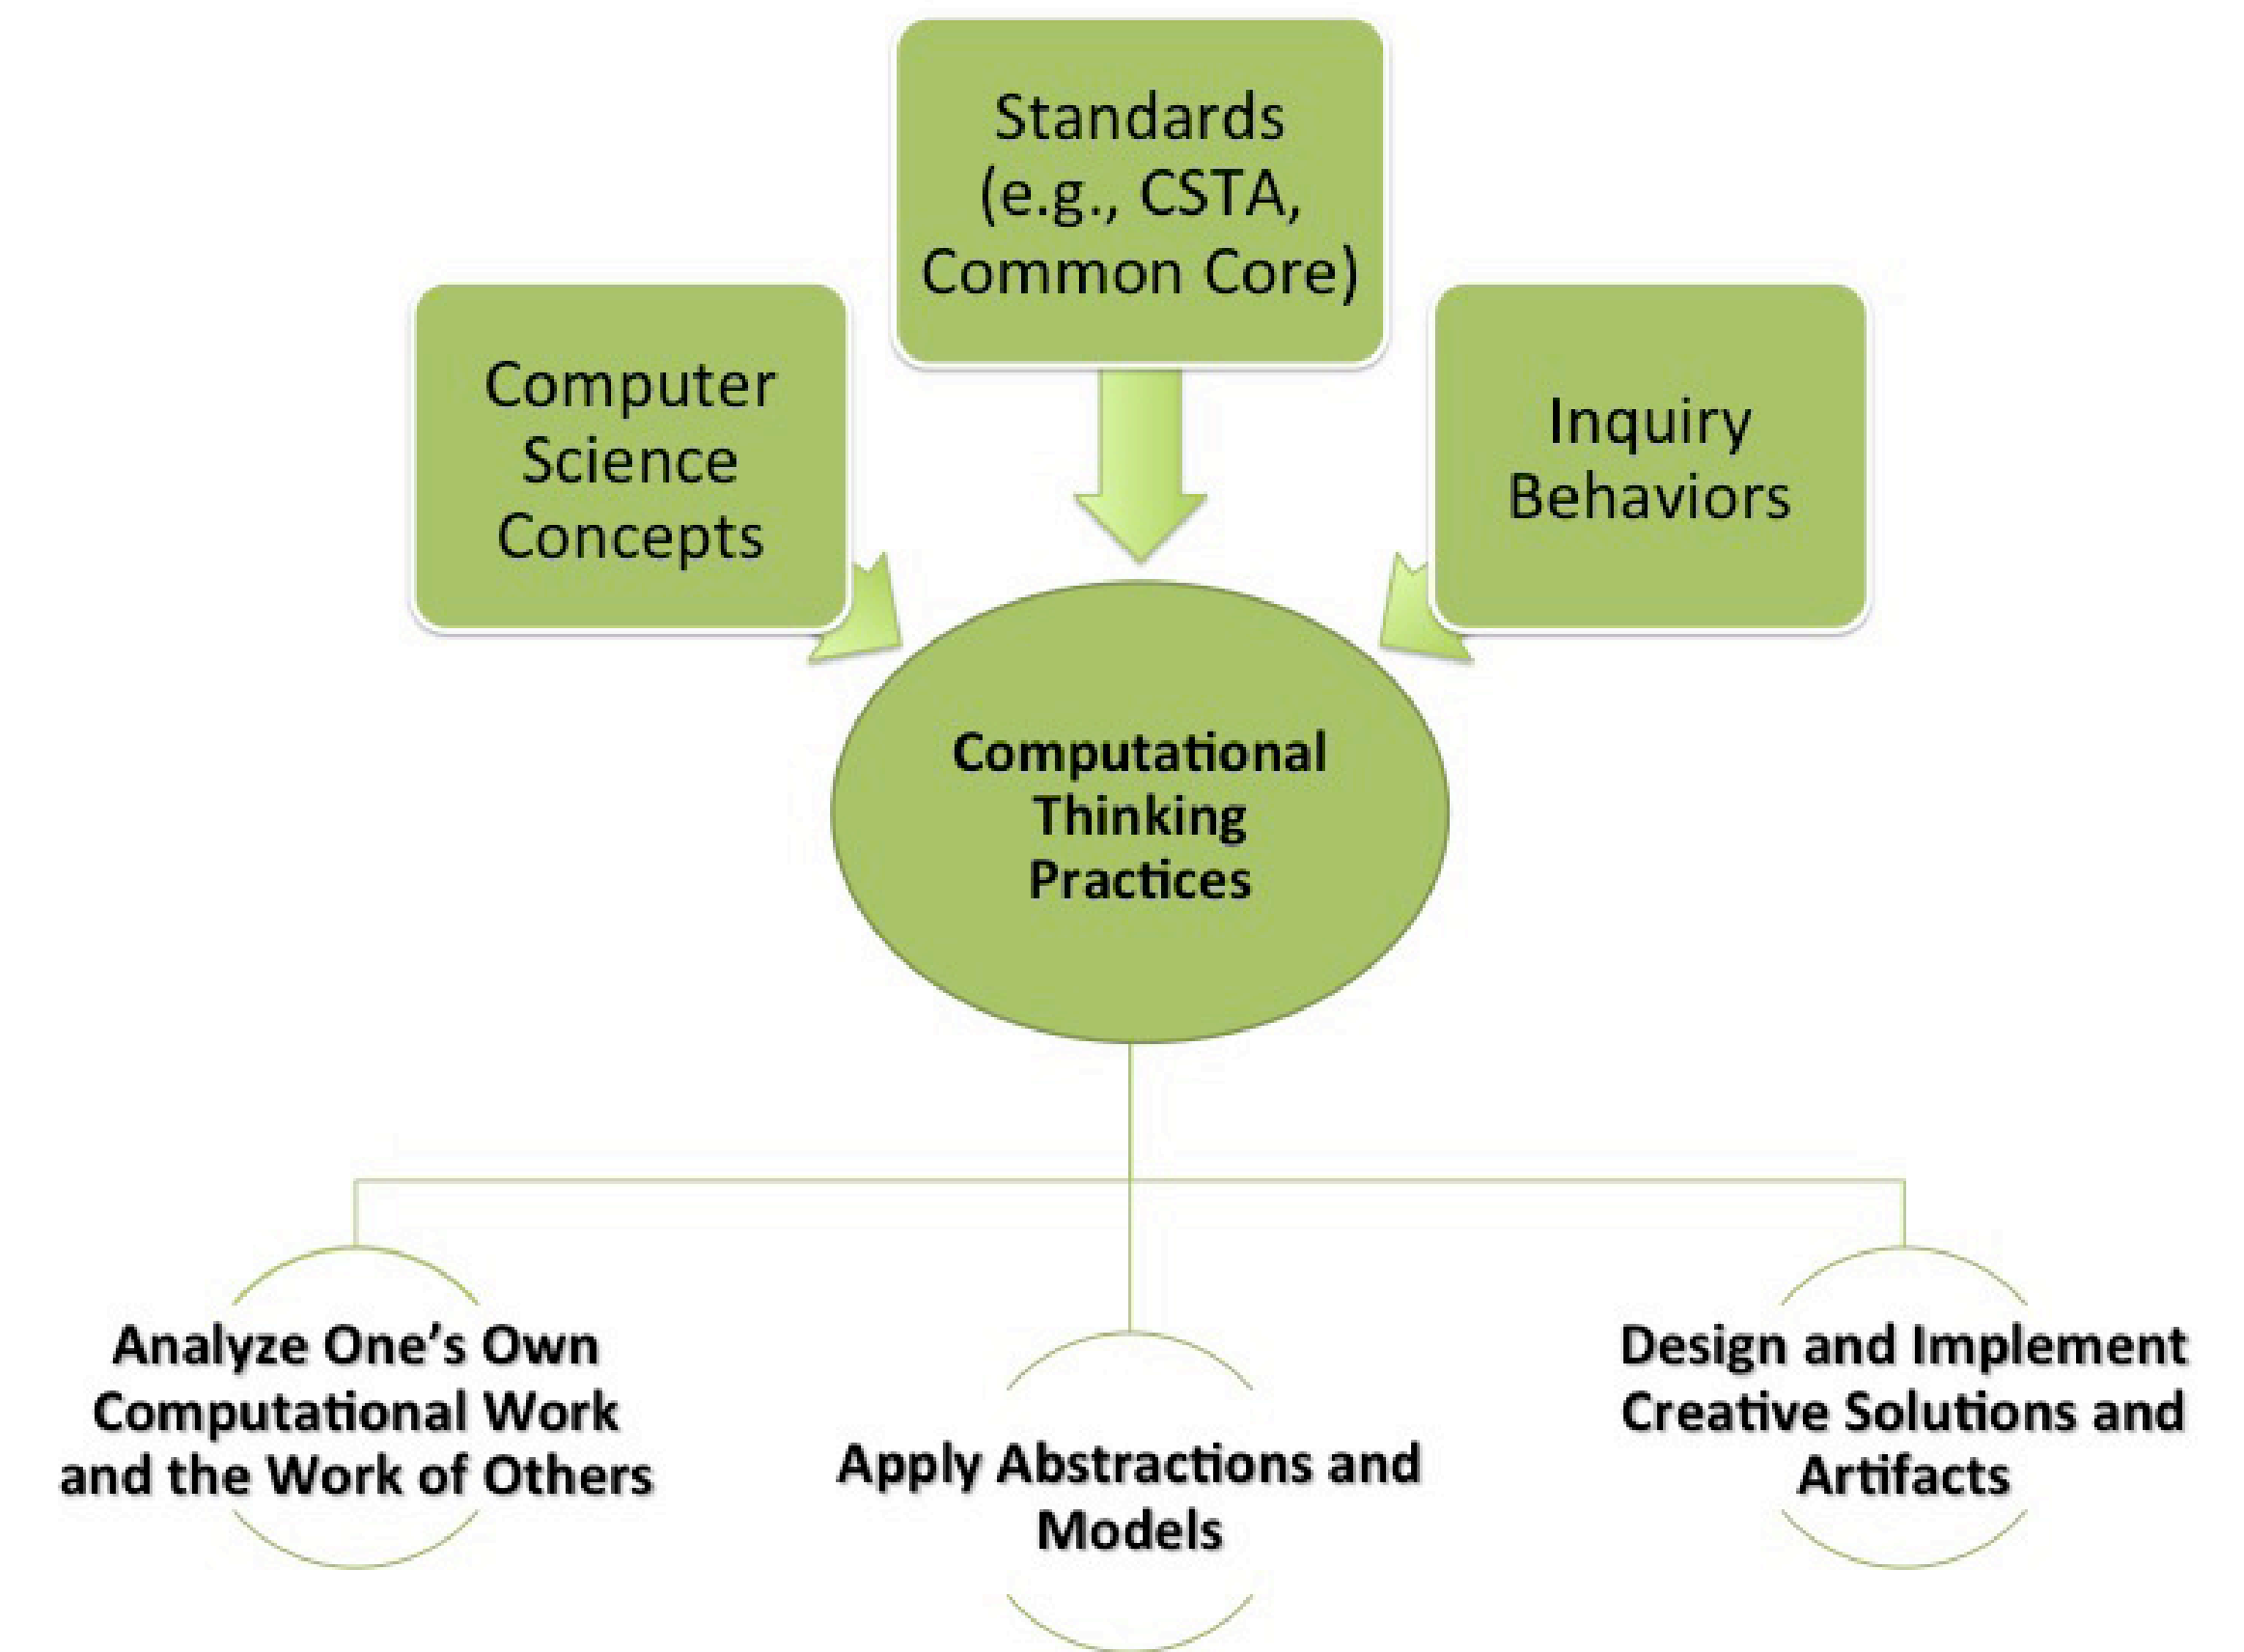 Standards
(e.g., CSTA,
Common Core)
Computer
Science
Concepts
Inquiry
Behaviors
Computational
Thinking
Practices
Analyze One’s Own
Computational Work
and the Work of Others
Apply Abstractions and
Models
Design and Implement
Creative Solutions and
Artifacts